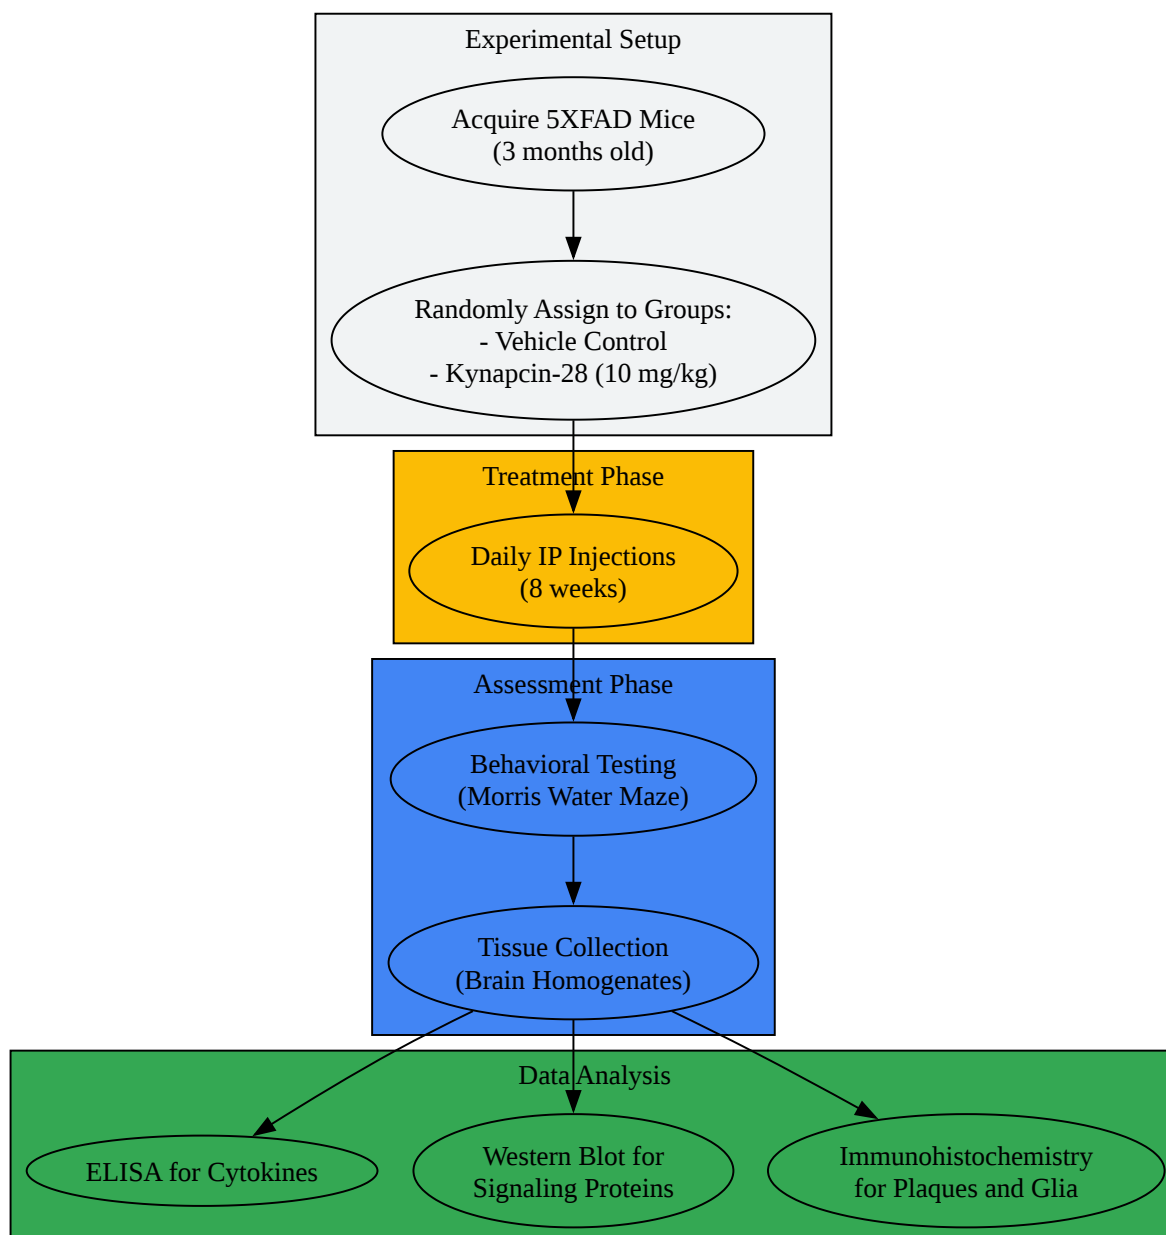 Experimental Setup
Acquire 5XFAD Mice
(3 months old)
Randomly Assign to Groups:
- Vehicle Control
- Kynapcin-28 (10 mg/kg)
Treatment Phase
Daily IP Injections
(8 weeks)
Assessment Phase
Behavioral Testing
(Morris Water Maze)
Tissue Collection
(Brain Homogenates)
Data Analysis
ELISA for Cytokines
Western Blot for
Signaling Proteins
Immunohistochemistry
for Plaques and Glia